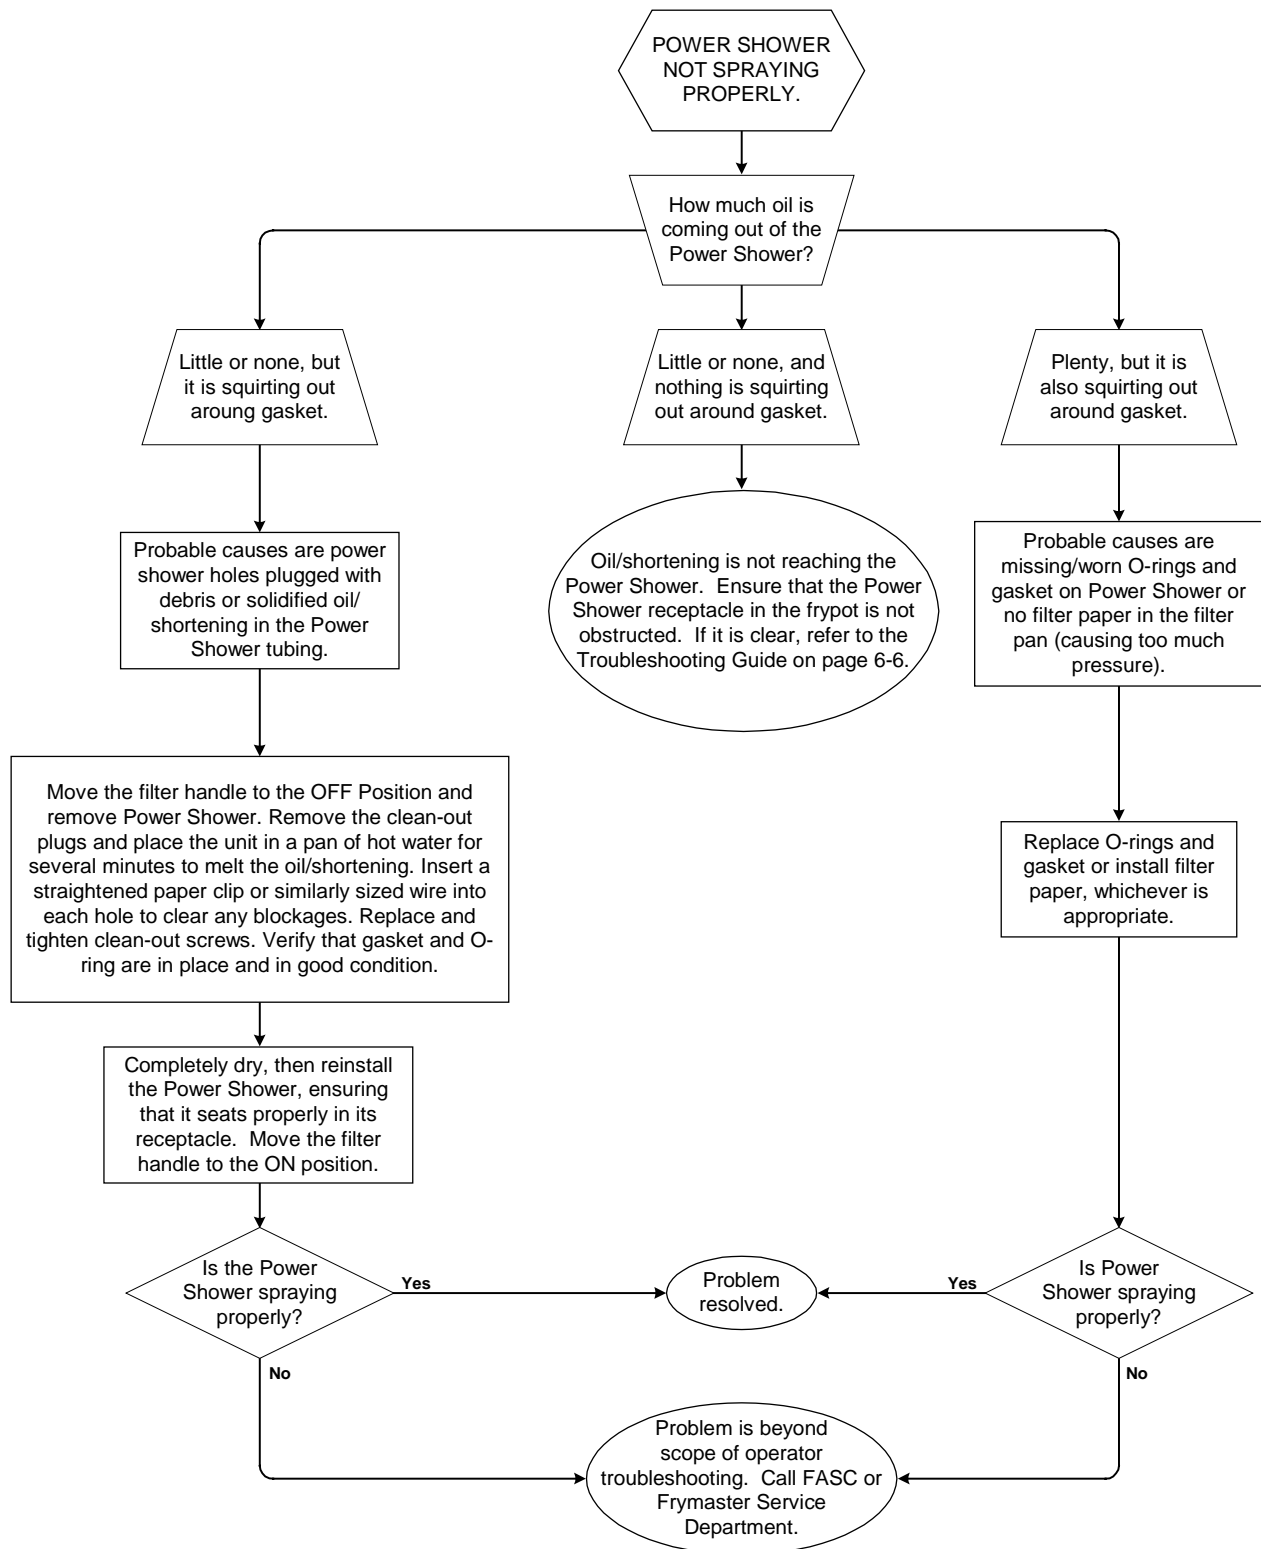 POWER SHOWER
NOT SPRAYING
PROPERLY.
How much oil is
coming out of the
Power Shower?
Little or none, but
it is squirting out
aroung gasket.
Little or none, and
nothing is squirting
out around gasket.
Plenty, but it is
also squirting out
around gasket.
Probable causes are power
shower holes plugged with
debris or solidified oil/
shortening in the Power
Shower tubing.
Oil/shortening is not reaching the
Power Shower.  Ensure that the Power
Shower receptacle in the frypot is not
obstructed.  If it is clear, refer to the
Troubleshooting Guide on page 6-6.
Probable causes are
missing/worn O-rings and
gasket on Power Shower or
no filter paper in the filter
pan (causing too much
pressure).
Move the filter handle to the OFF Position and
remove Power Shower. Remove the clean-out
plugs and place the unit in a pan of hot water for
several minutes to melt the oil/shortening. Insert a
straightened paper clip or similarly sized wire into
each hole to clear any blockages. Replace and
tighten clean-out screws. Verify that gasket and O-
ring are in place and in good condition.
Replace O-rings and
gasket or install filter
paper, whichever is
appropriate.
Completely dry, then reinstall
the Power Shower, ensuring
that it seats properly in its
receptacle.  Move the filter
handle to the ON position.
Is the Power
Shower spraying
properly?
Yes
No
Problem
resolved.
Is Power
Shower spraying
properly?
Yes
No
Problem is beyond
scope of operator
troubleshooting.  Call FASC or
Frymaster Service
Department.